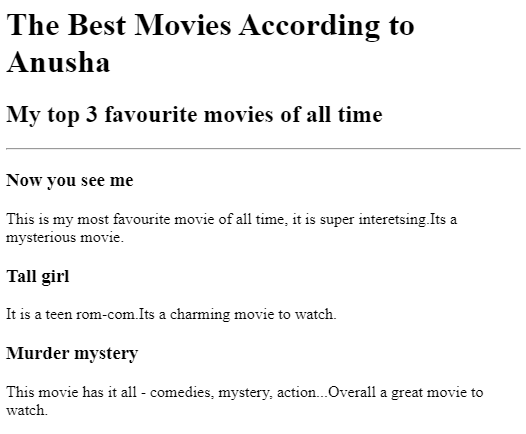 The Best Movies According to
Anusha
My top 3 favourite movies of all time
Now you see me
This is my most favourite movie of all time, it is super interetsing.Its a
mysterious movie.
Tall girl
It is a teen rom-com.Its a charming movie to watch.
Murder mystery
This movie has it all - comedies, mystery, action...Overall a great movie to
watch.